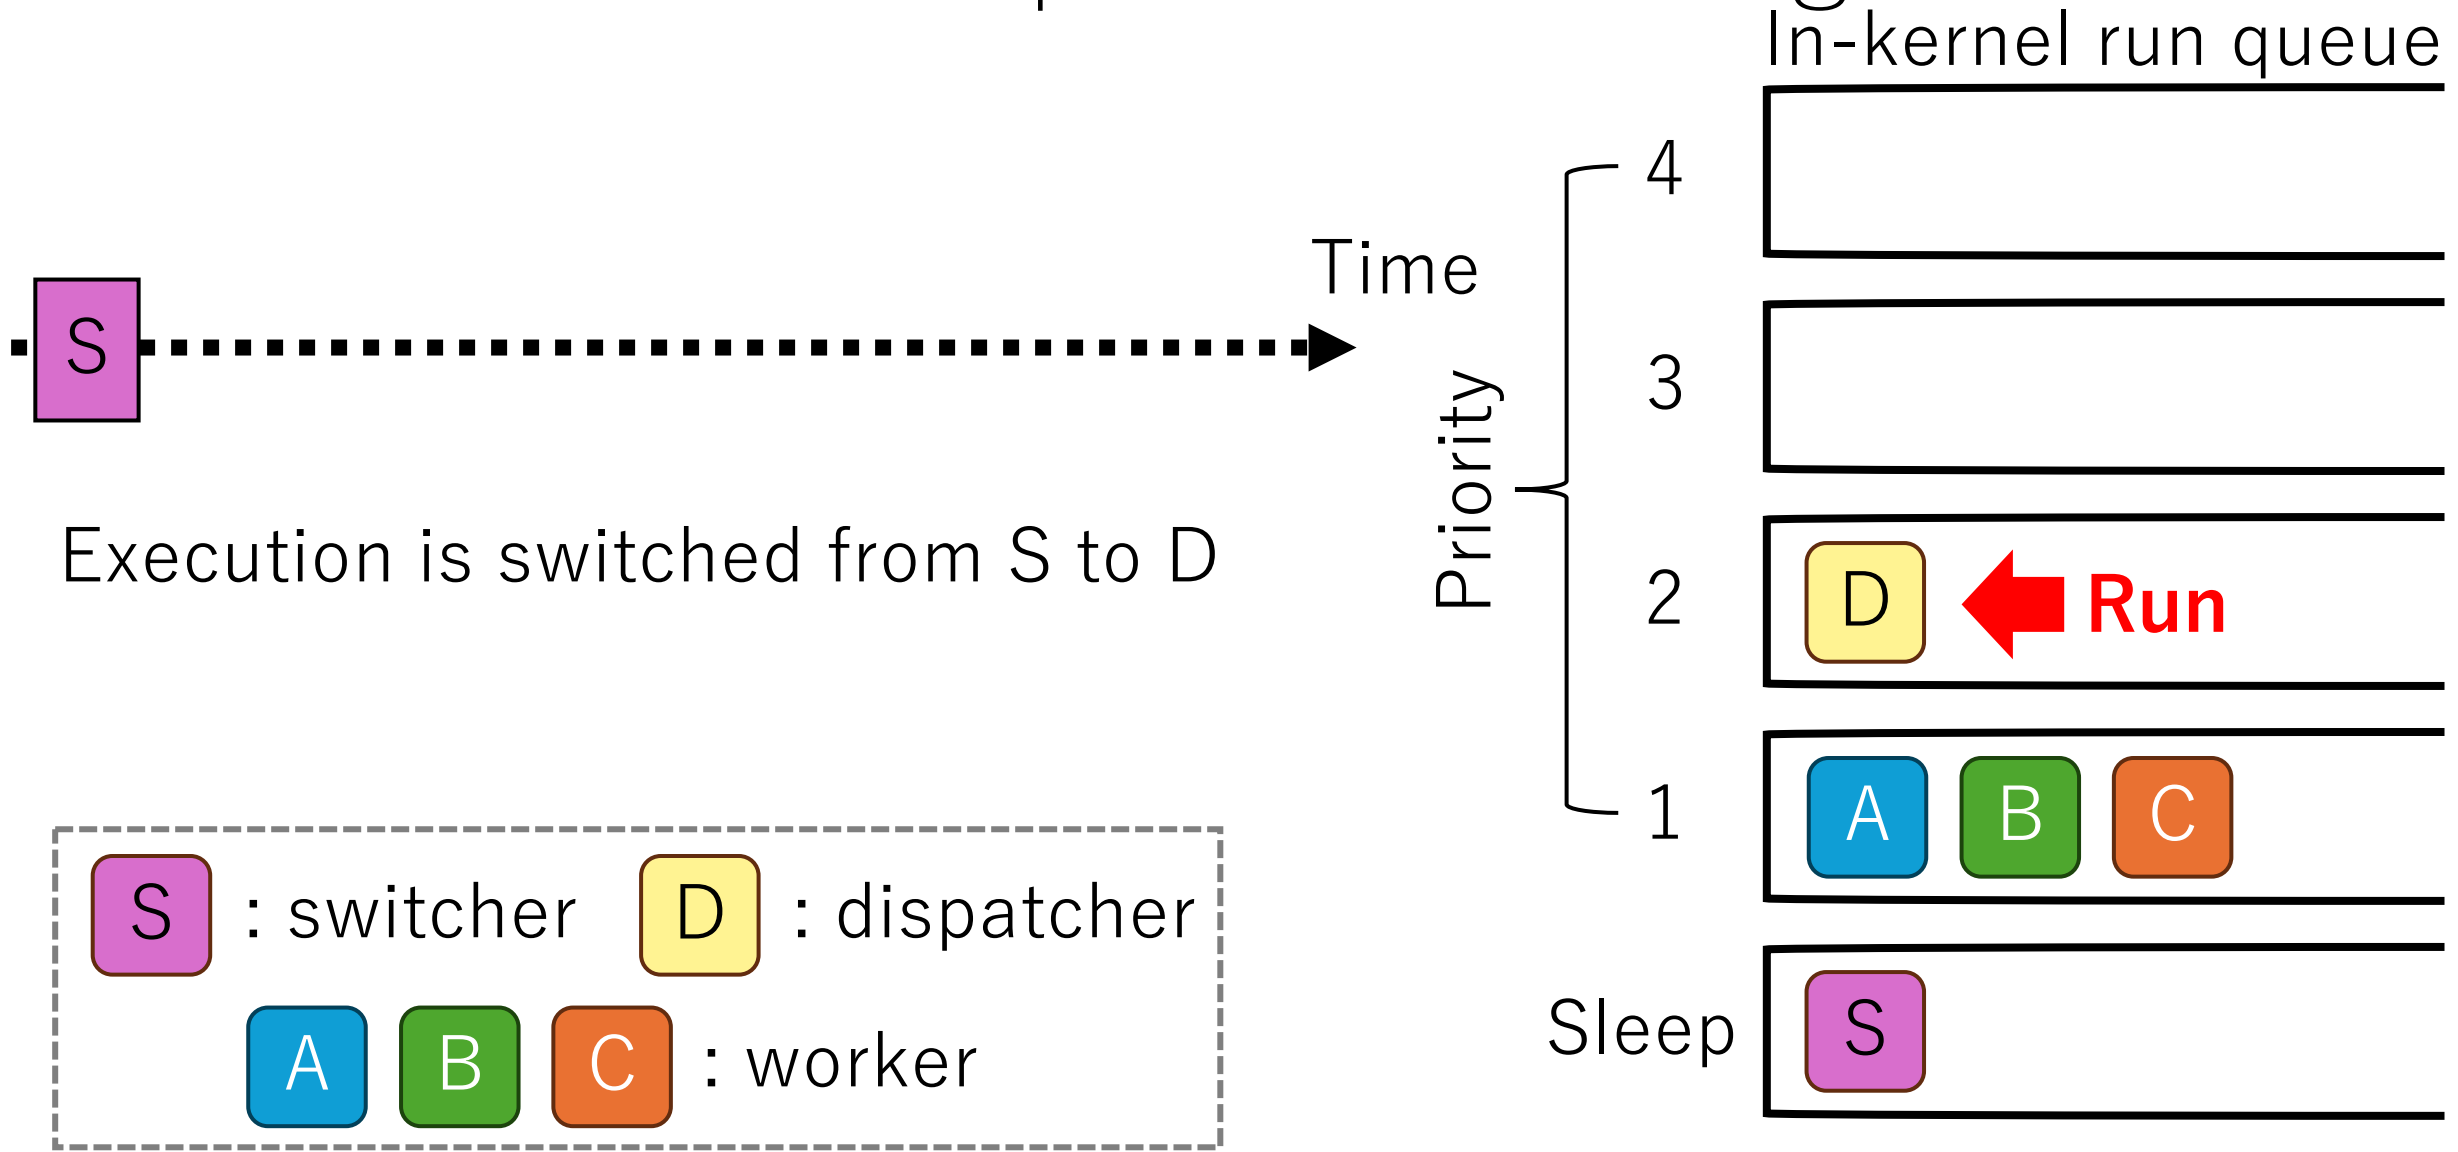 In-kernel run queue
4
Time
S
3
Priority
Execution is switched from S to D
2
D
Run
1
A B C
S : switcher D : dispatcher
A B C : worker
Sleep
S